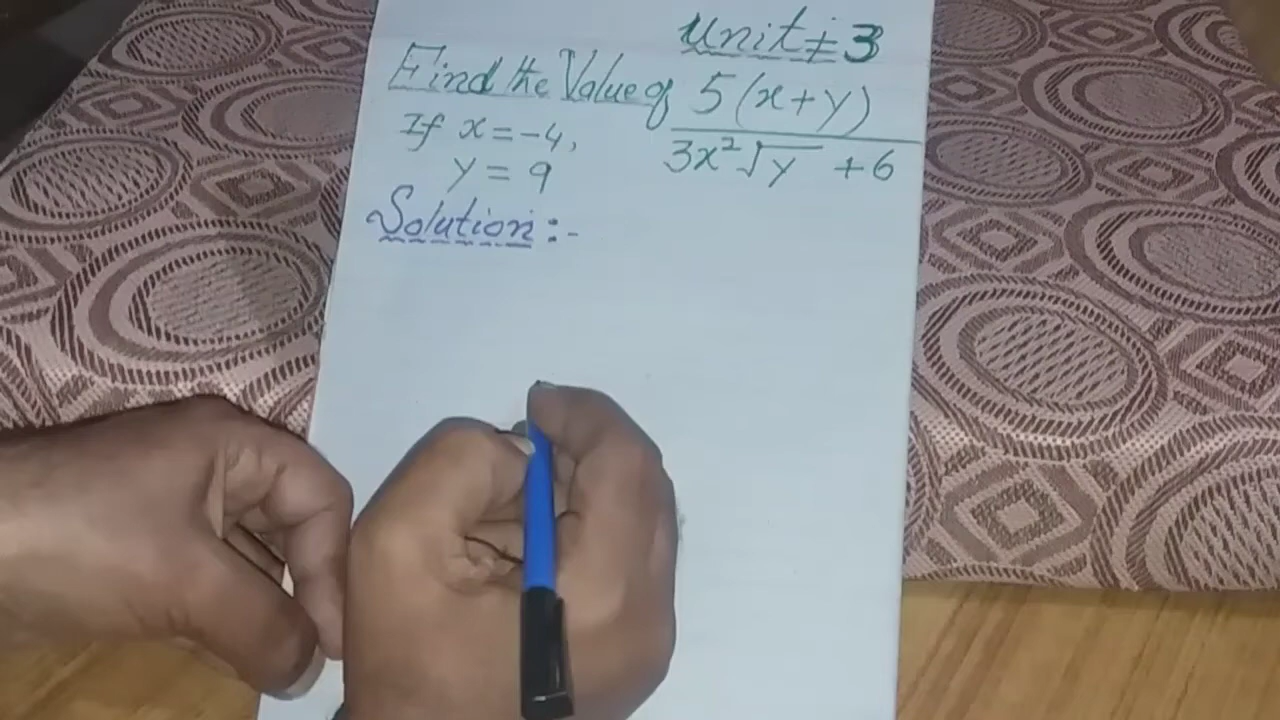 Unit # 3
Find the Value of 5(x+y)
If x = -4, 3x²√y + 6
y = 9
Solution :-